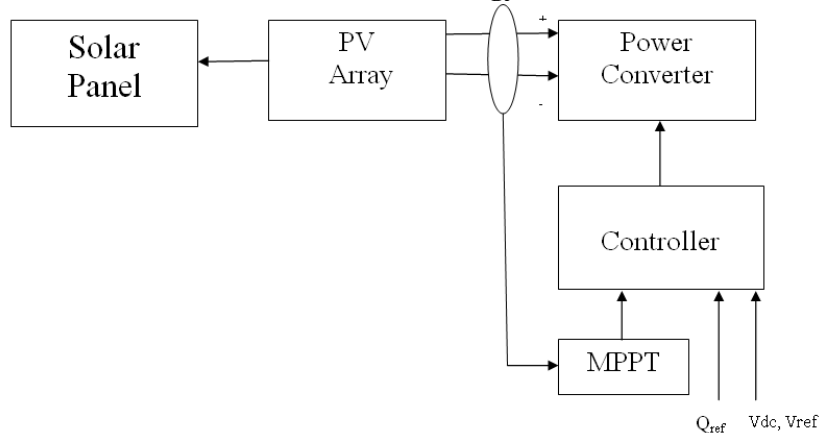 Solar
Panel
PV
Array
+
-
Power
Converter
Controller
MPPT
Qref
Vdc, Vref